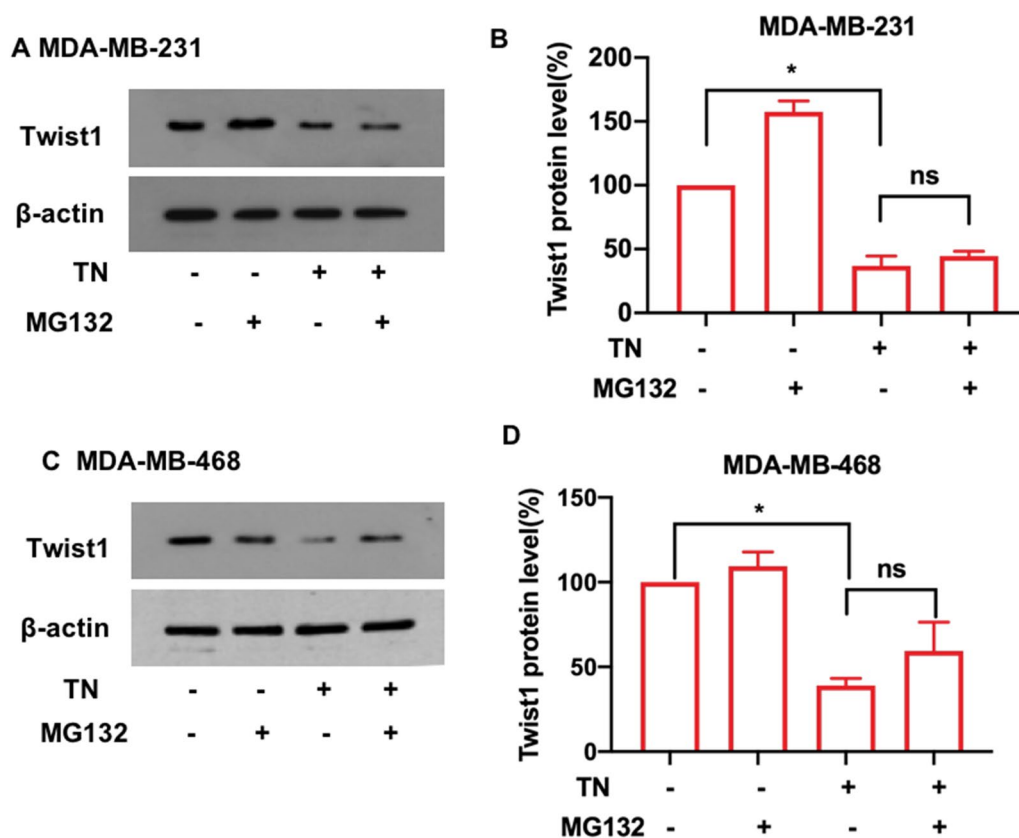 A MDA-MB-231
Twist1
β-actin
TN - - + +
MG132 - + - +
B
MDA-MB-231
Twist1 protein level(%)
200
150
100
50
0
*
ns
TN - - + +
MG132 - + - +
C MDA-MB-468
Twist1
β-actin
TN - - + +
MG132 - + - +
D
MDA-MB-468
Twist1 protein level(%)
150
100
50
0
*
ns
TN - - + +
MG132 - + - +